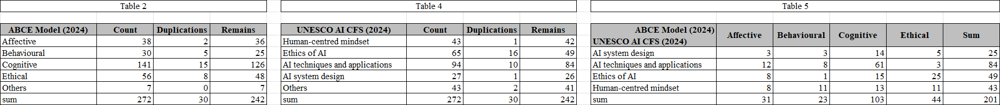 Table 2
ABCE Model (2024) Count Duplications Remains
Affective 38 2 36
Behavioural 30 5 25
Cognitive 141 15 126
Ethical 56 8 48
Others 7 0 7
sum 272 30 242
Table 4
UNESCO AI CFS (2024) Count Duplications Remains
Human-centred mindset 43 1 42
Ethics of AI 65 16 49
AI techniques and applications 94 10 84
AI system design 27 1 26
Others 43 2 41
sum 272 30 242
Table 5
ABCE Model (2024)
UNESCO AI CFS (2024) Affective Behavioural Cognitive Ethical Sum
AI system design 3 3 14 5 25
AI techniques and applications 12 8 61 3 84
Ethics of AI 8 1 15 25 49
Human-centred mindset 8 11 13 11 43
sum 31 23 103 44 201